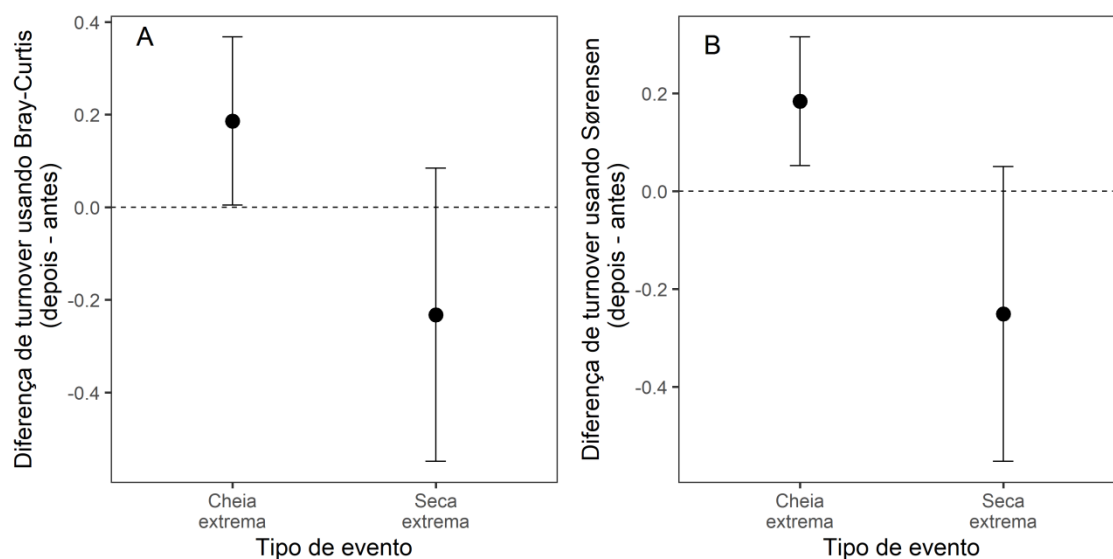 A
Diferença de turnover usando Bray-Curtis
(depois - antes)
0.4
0.2
0.0
-0.2
-0.4
Cheia
extrema
Seca
extrema
Tipo de evento
B
Diferença de turnover usando Sørensen
(depois - antes)
0.2
0.0
-0.2
-0.4
Cheia
extrema
Seca
extrema
Tipo de evento